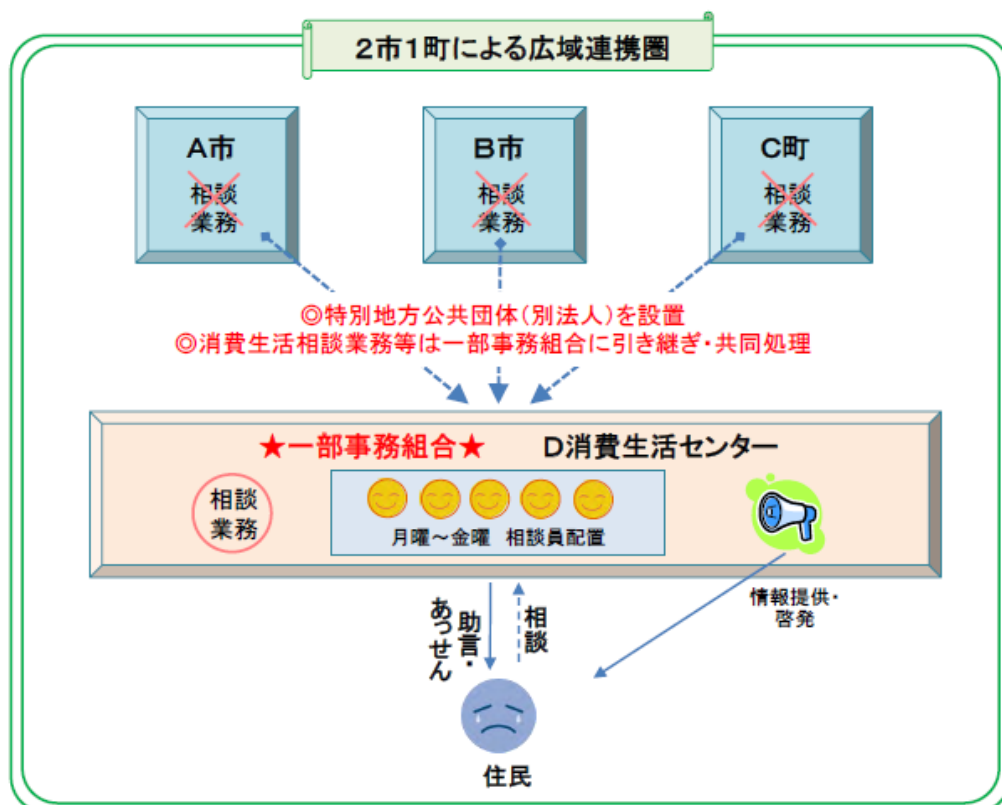 ２市１町による広域連携圏
A市
相談
業務
B市
相談
業務
C町
相談
業務
◎特別地方公共団体（別法人）を設置
◎消費生活相談業務等は一部事務組合に引き継ぎ・共同処理
★一部事務組合★　D消費生活センター
相談
業務
月曜～金曜　相談員配置
情報提供・
啓発
助言・
あっせん
相談
住民